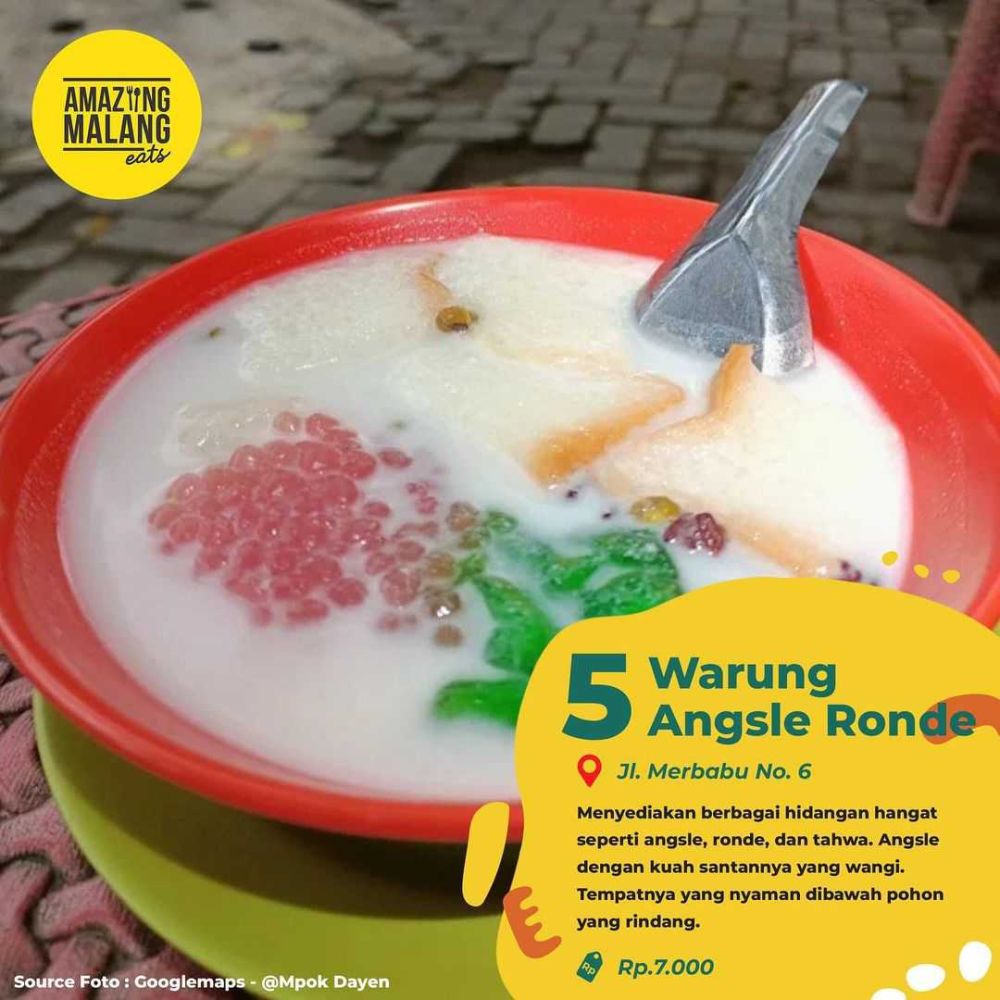 AMAZING
MALANG
eats
5 Warung
Angsle Ronde
Jl. Merbabu No. 6
Menyediakan berbagai hidangan hangat
seperti angsle, ronde, dan tahwa. Angsle
dengan kuah santannya yang wangi.
Tempatnya yang nyaman dibawah pohon
yang rindang.
RP
Rp.7.000
Source Foto : Googlemaps - @Mpok Dayen